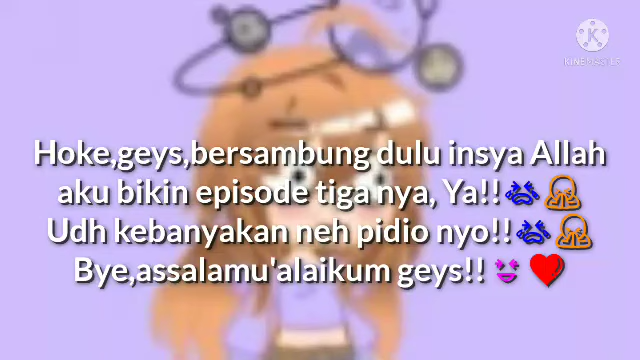 KINEMASTER
Hoke,geys,bersambung dulu insya Allah
aku bikin episode tiga nya, Ya!!😭🙇
Udh kebanyakan neh pidio nyo!!😭🙇
Bye,assalamu'alaikum geys!!😍❤️